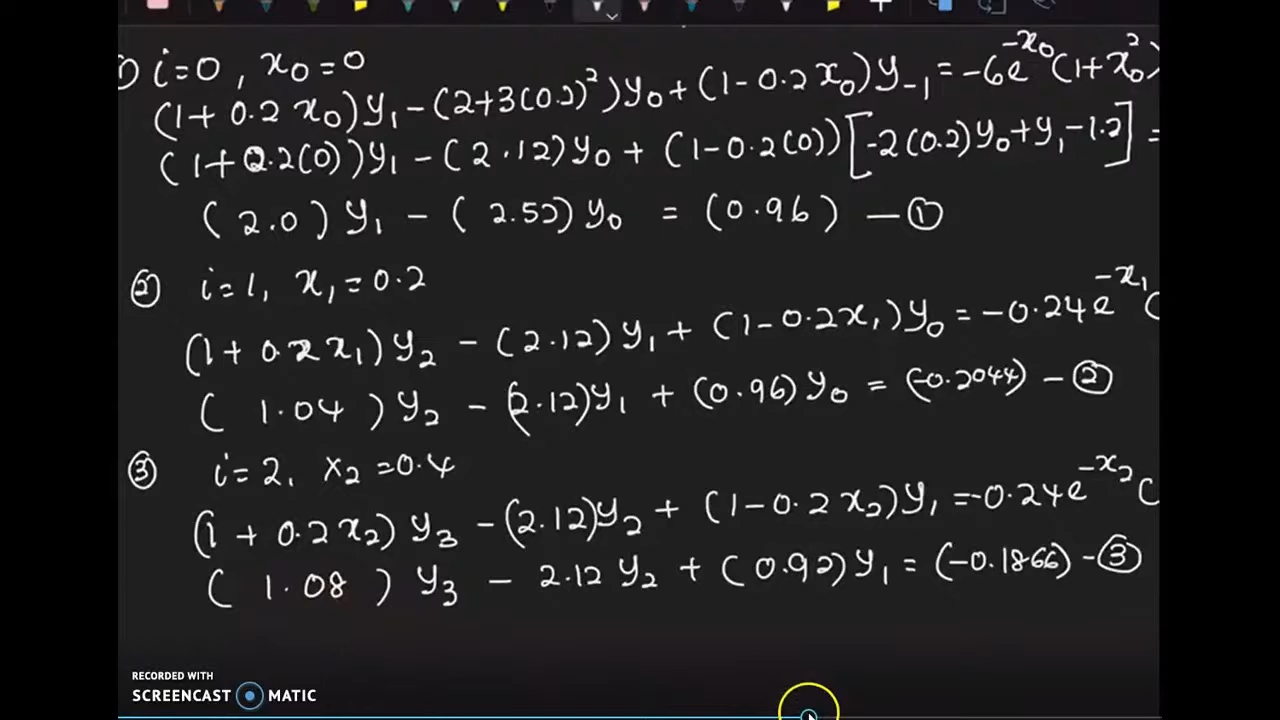 ① i=0, x₀=0
(1+0.2x₀)y₁-(2+3(0.2)²)y₀+(1-0.2x₀)y₋₁=-6e^-x₀(1+x₀²)
(1+0.2(0))y₁-(2.12)y₀+(1-0.2(0))[-2(0.2)y₀+y₁-1.2]=
(2.0)y₁-(2.52)y₀=(0.96)-①
② i=1, x₁=0.2
(1+0.2x₁)y₂-(2.12)y₁+(1-0.2x₁)y₀=-0.24e^-x₁(
(1.04)y₂-(2.12)y₁+(0.96)y₀=(-0.2044)-②
③ i=2, x₂=0.4
(1+0.2x₂)y₃-(2.12)y₂+(1-0.2x₂)y₁=-0.24e^-x₂(
(1.08)y₃-2.12y₂+(0.92)y₁=(-0.1866)-③
RECORDED WITH
SCREENCAST MATIC